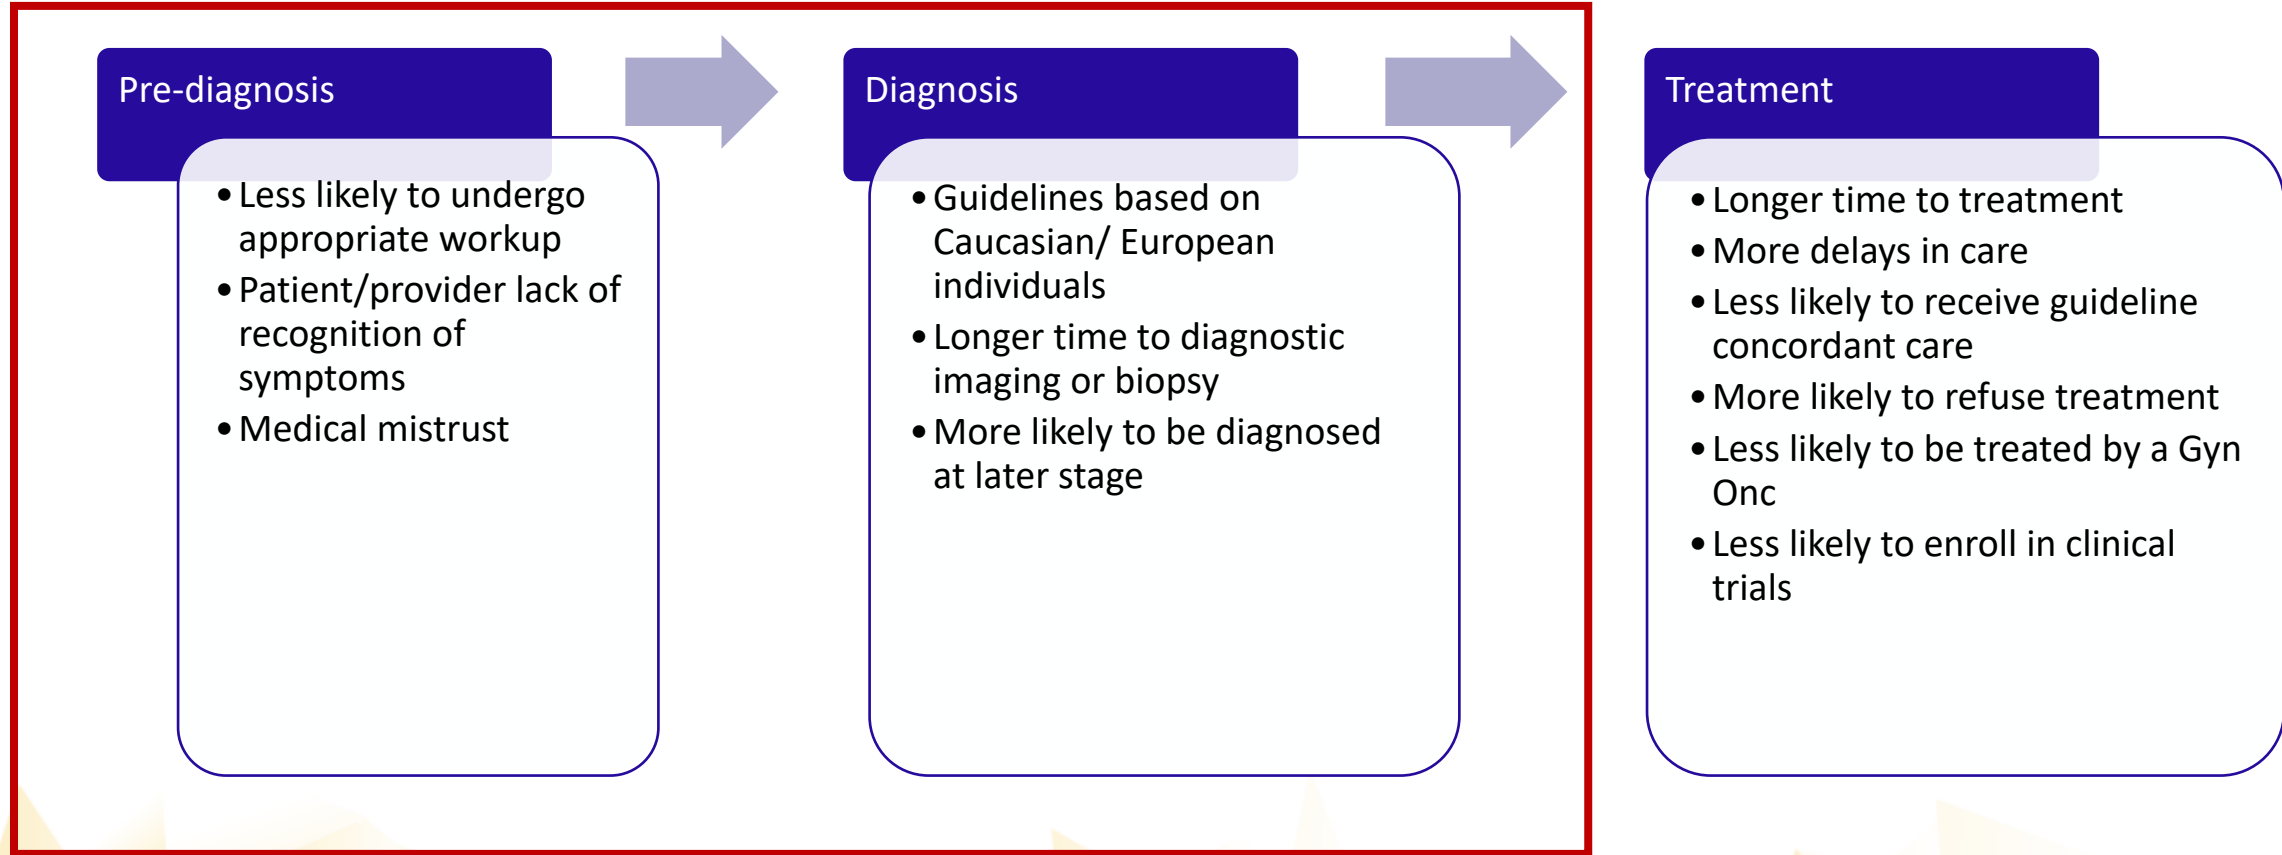 Pre-diagnosis
•Less likely to undergo
appropriate workup
•Patient/provider lack of
recognition of
symptoms
•Medical mistrust
Diagnosis
•Guidelines based on
Caucasian/ European
individuals
•Longer time to diagnostic
imaging or biopsy
•More likely to be diagnosed
at later stage
Treatment
•Longer time to treatment
•More delays in care
•Less likely to receive guideline
concordant care
•More likely to refuse treatment
•Less likely to be treated by a Gyn
Onc
•Less likely to enroll in clinical
trials